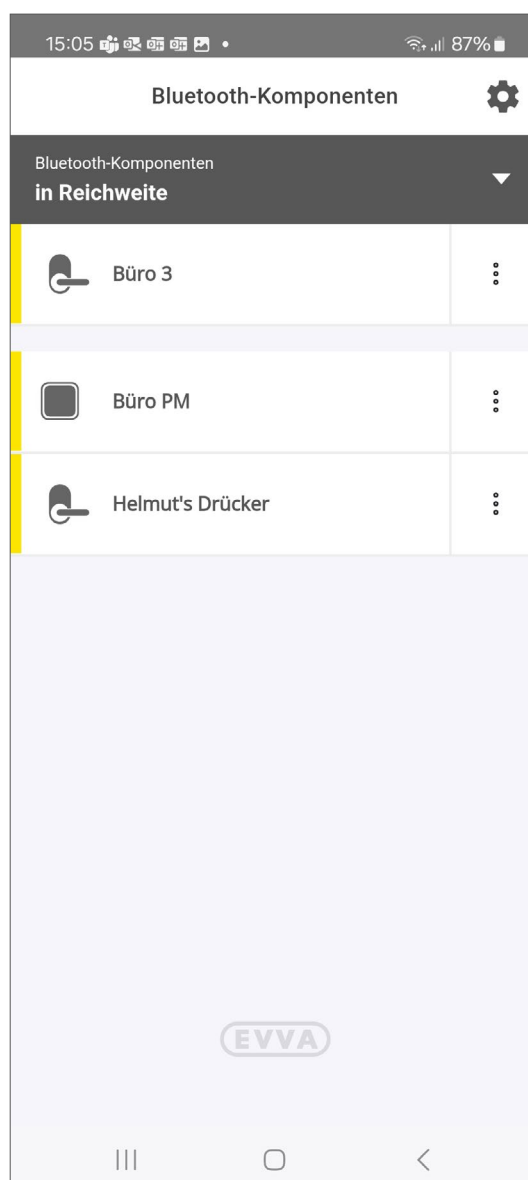 15:05
87%
Bluetooth-Komponenten
Bluetooth-Komponenten
in Reichweite
Büro 3
Büro PM
Helmut's Drücker
EVVA